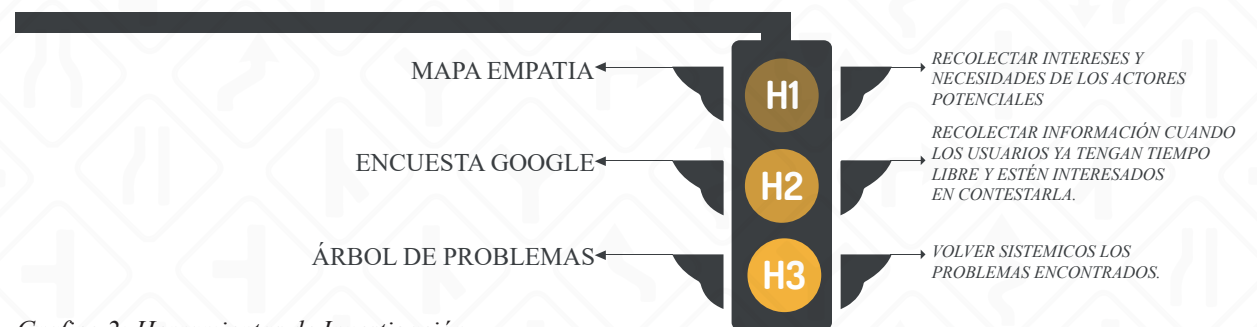 MAPA EMPATIA
H1
RECOLECTAR INTERESES Y
NECESIDADES DE LOS ACTORES
POTENCIALES
ENCUESTA GOOGLE
H2
RECOLECTAR INFORMACIÓN CUANDO
LOS USUARIOS YA TENGAN TIEMPO
LIBRE Y ESTÉN INTERESADOS
EN CONTESTARLA.
ÁRBOL DE PROBLEMAS
H3
VOLVER SISTEMICOS LOS
PROBLEMAS ENCONTRADOS.